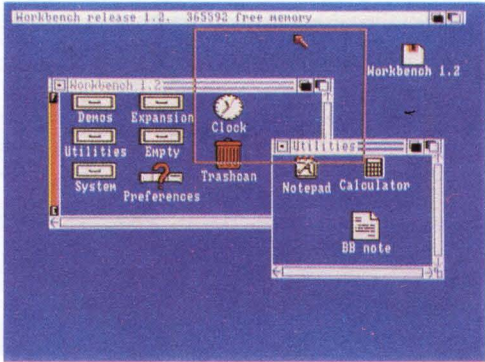 Workbench release 1.2. 365592 free memory
Workbench 1.2
Workbench 1.2
Demos Expansion Clock
Utilities Empty Trashcan
System Preferences
Utilities
Notepad Calculator
BB note